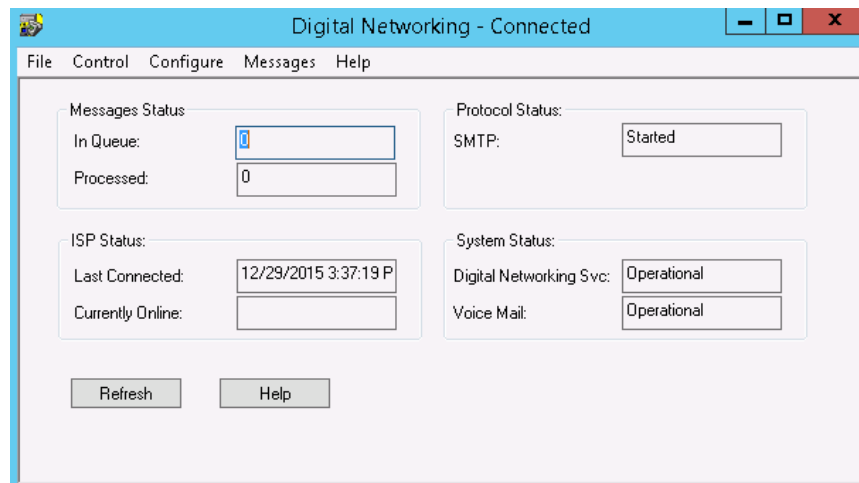 Digital Networking - Connected
File Control Configure Messages Help
Messages Status
In Queue: 0
Processed: 0
Protocol Status:
SMTP: Started
ISP Status:
Last Connected: 12/29/2015 3:37:19 P
Currently Online:
System Status:
Digital Networking Svc: Operational
Voice Mail: Operational
Refresh Help